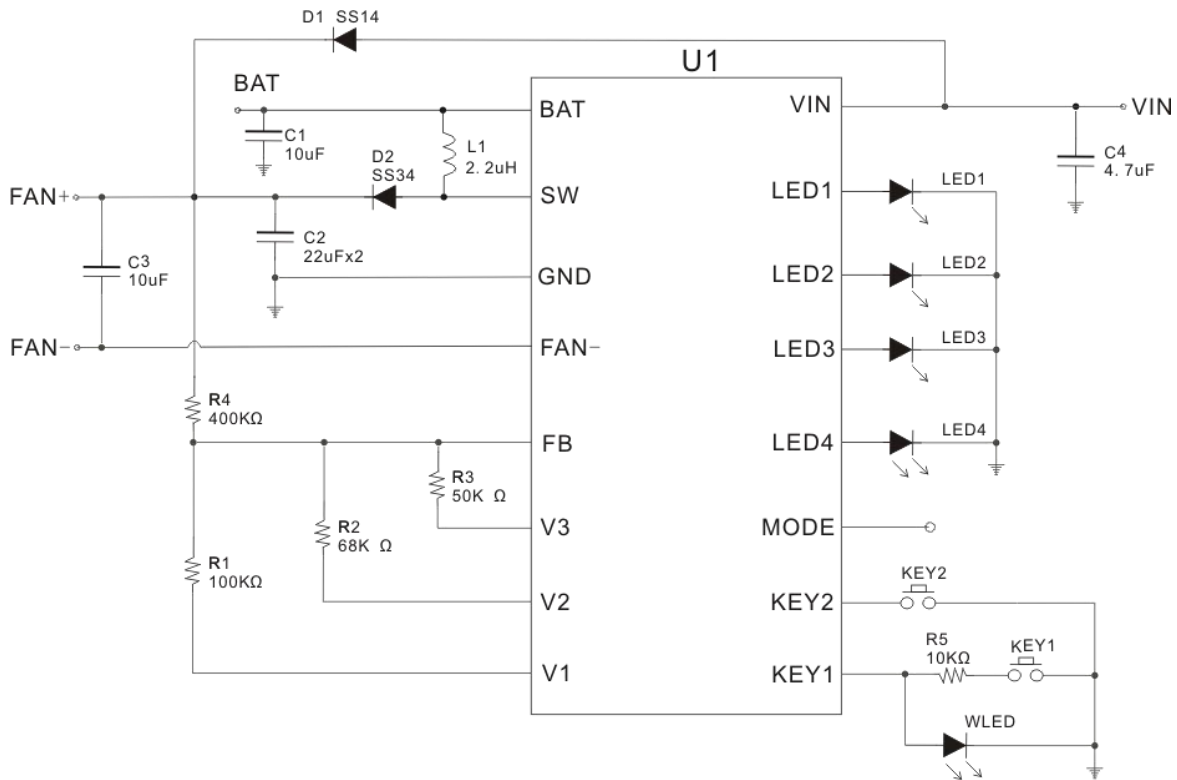 D1 SS14
U1
BAT
BAT
VIN
VIN
C1
10uF
L1
2.2uH
D2
SS34
C4
4.7uF
FAN+
SW
LED1
LED1
C2
22uFx2
C3
10uF
GND
LED2
LED2
FAN-
FAN-
LED3
LED3
R4
400KΩ
FB
LED4
LED4
R3
50K Ω
V3
MODE
R2
68K Ω
R1
100KΩ
KEY2
V2
KEY2
R5
10KΩ
KEY1
V1
KEY1
WLED